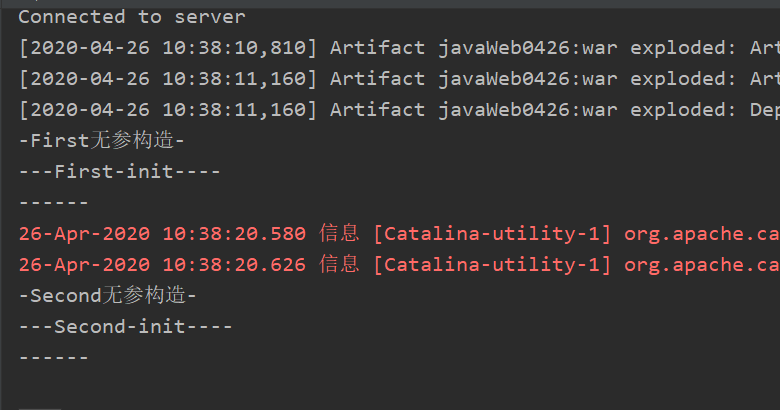 Connected to server
[2020-04-26 10:38:10,810] Artifact javaWeb0426:war exploded: Art
[2020-04-26 10:38:11,160] Artifact javaWeb0426:war exploded: Art
[2020-04-26 10:38:11,160] Artifact javaWeb0426:war exploded: Dep
-First无参构造-
---First-init----
------
26-Apr-2020 10:38:20.580 信息 [Catalina-utility-1] org.apache.ca
26-Apr-2020 10:38:20.626 信息 [Catalina-utility-1] org.apache.ca
-Second无参构造-
---Second-init----
------